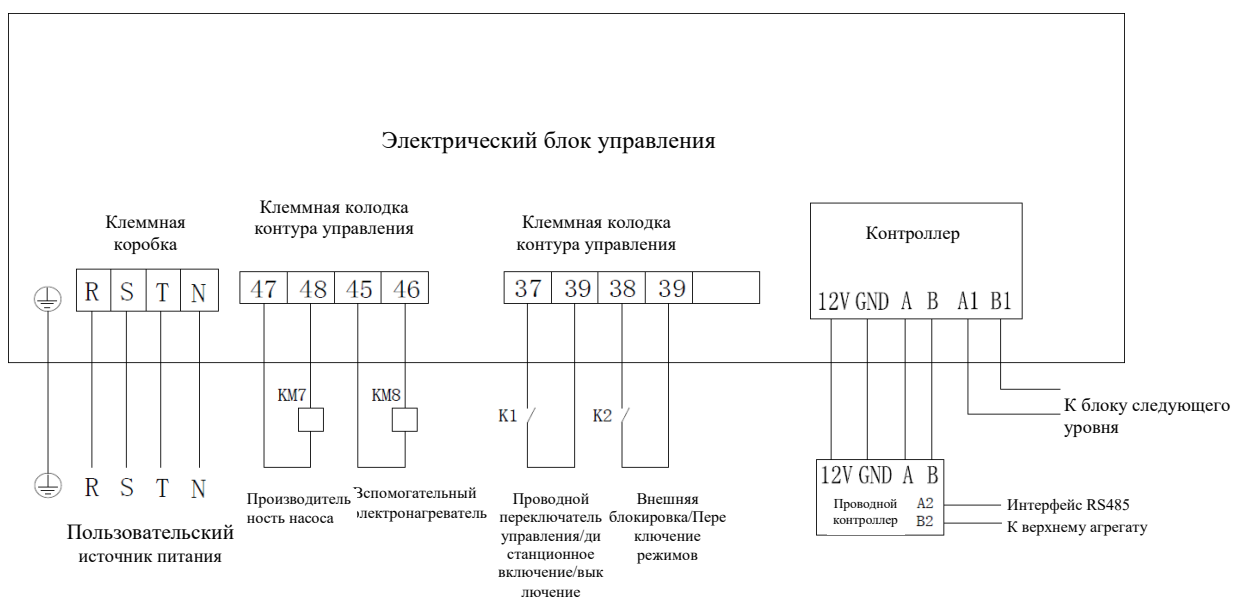 Электрический блок управления
Клеммная
коробка
Клеммная колодка
контура управления
Клеммная колодка
контура управления
Контроллер
R S T N
47 48 45 46
37 39 38 39
12V GND A B A1 B1
KM7
KM8
K1
K2
К блоку следующего
уровня
R S T N
Пользовательский
источник питания
Производитель
ность насоса
Вспомогательный
электронагреватель
Проводной
переключатель
управления/ди
станционное
включение/вык
лючение
Внешняя
блокировка/Пере
ключение
режимов
12V GND A B
Проводной
контроллер
A2
B2
Интерфейс RS485
К верхнему агрегату